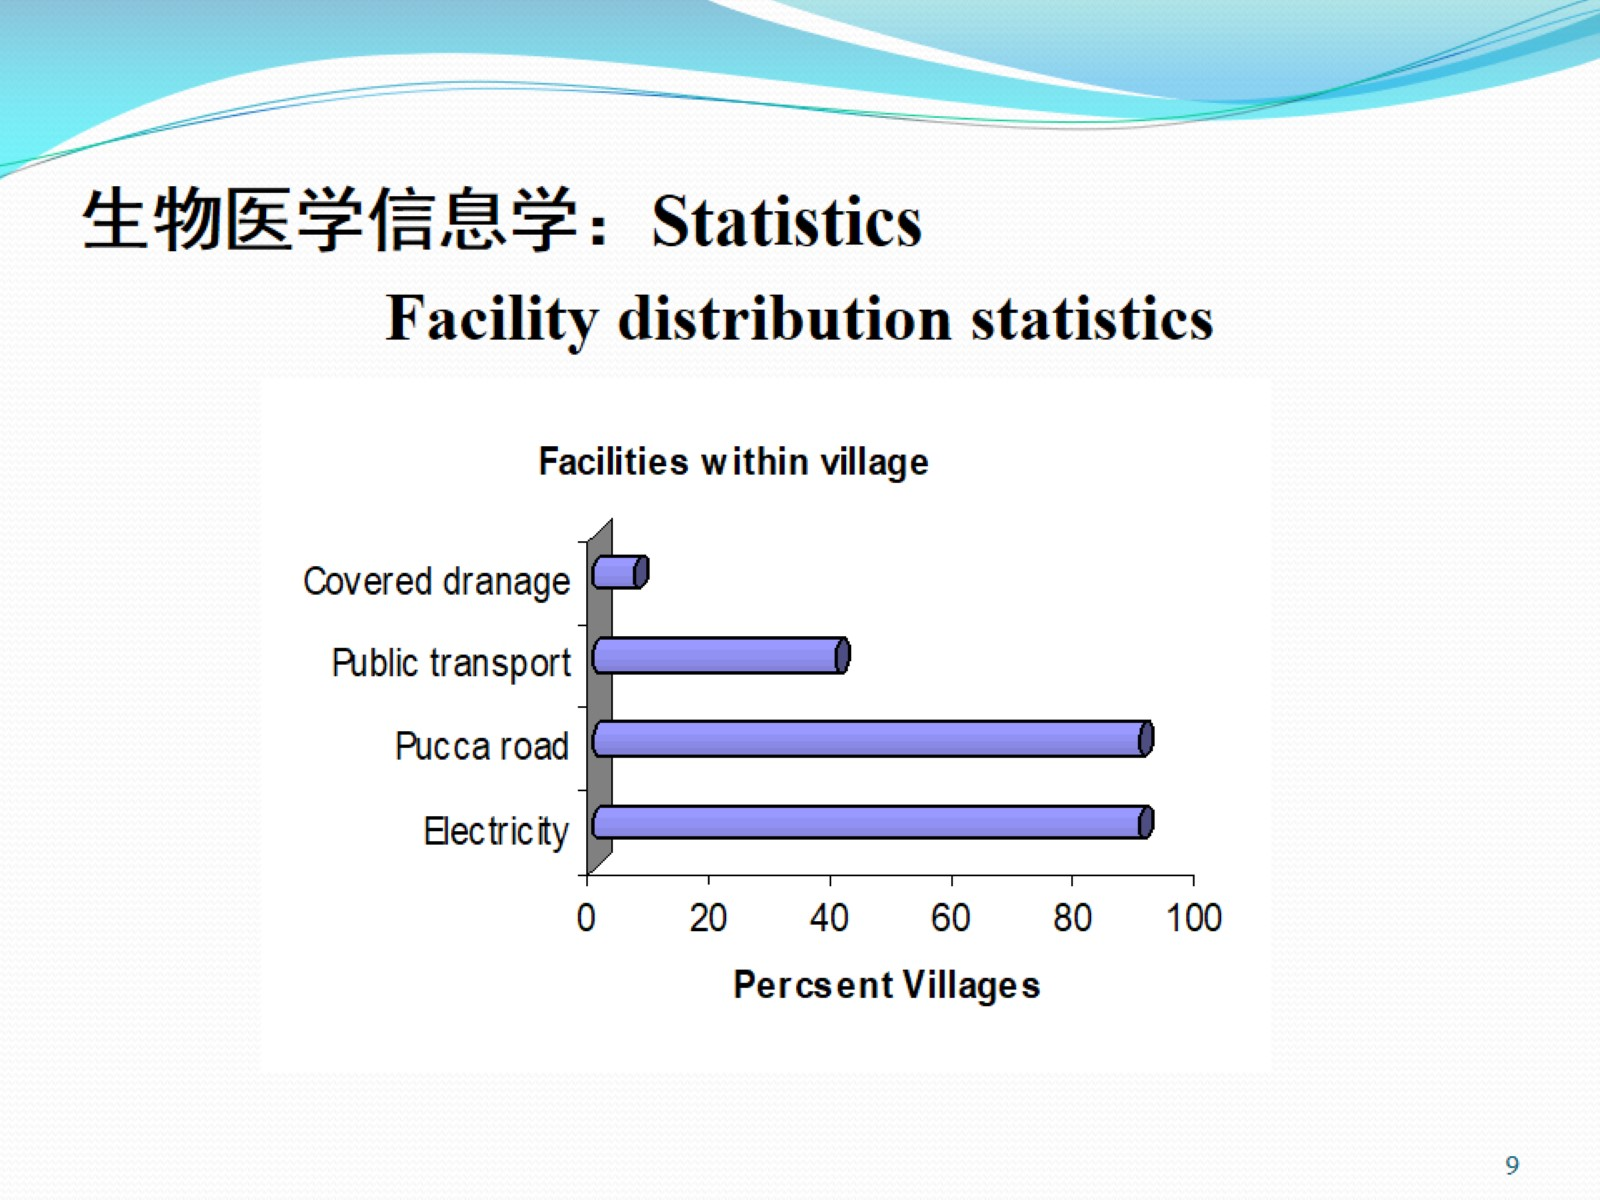 生物医学信息学：Statistics
Facility distribution statistics
Facilities within village
Covered dranage
Public transport
Pucca road
Electricity
0 20 40 60 80 100
Percsent Villages
9